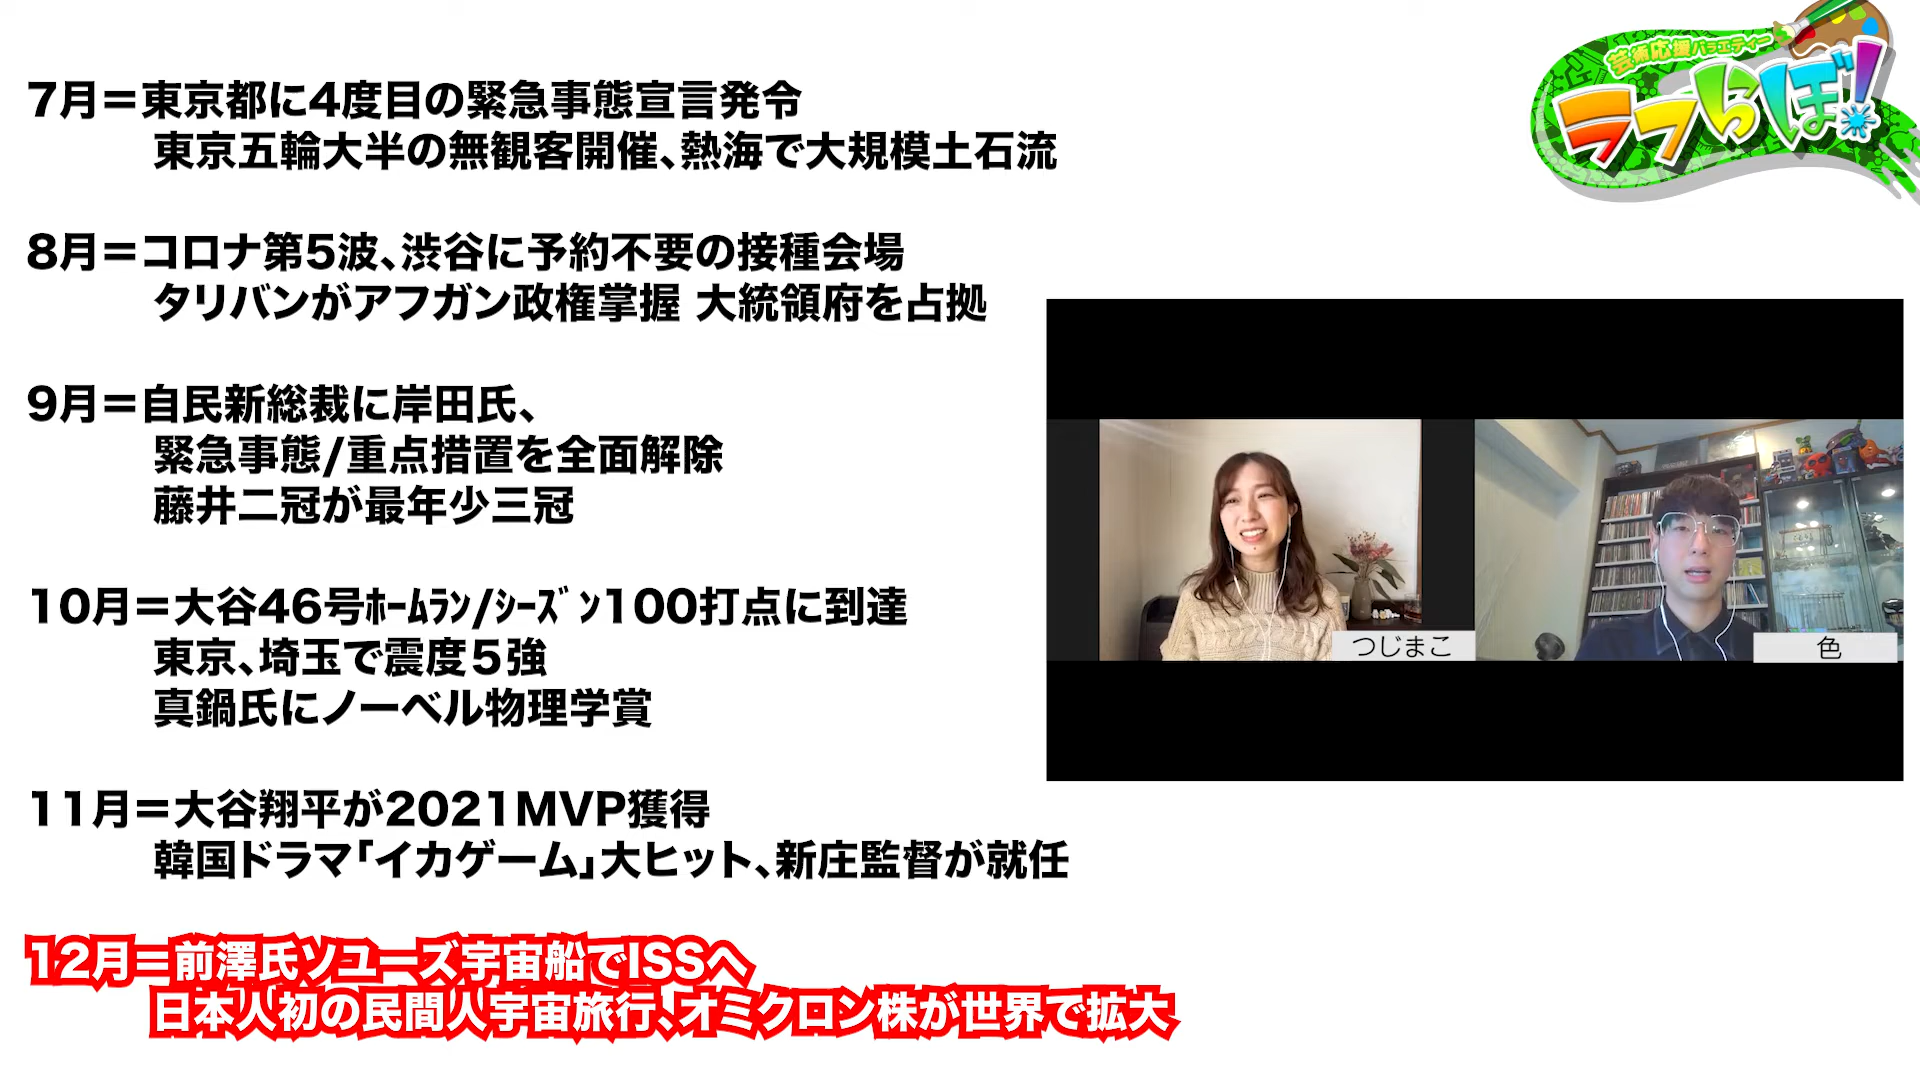 7月＝東京都に4度目の緊急事態宣言発令
東京五輪大半の無観客開催、熱海で大規模土石流
8月＝コロナ第5波、渋谷に予約不要の接種会場
タリバンがアフガン政権掌握 大統領府を占拠
9月＝自民新総裁に岸田氏、
緊急事態/重点措置を全面解除
藤井二冠が最年少三冠
10月＝大谷46号ﾎｰﾑﾗﾝ/ｼｰｽﾞﾝ100打点に到達
東京、埼玉で震度５強
真鍋氏にノーベル物理学賞
11月＝大谷翔平が2021MVP獲得
韓国ドラマ「イカゲーム」大ヒット、新庄監督が就任
12月＝前澤氏ソユーズ宇宙船でISSへ
日本人初の民間人宇宙旅行、オミクロン株が世界で拡大
芸術応援バラエティー
ラフらぼ!
つじまこ
色